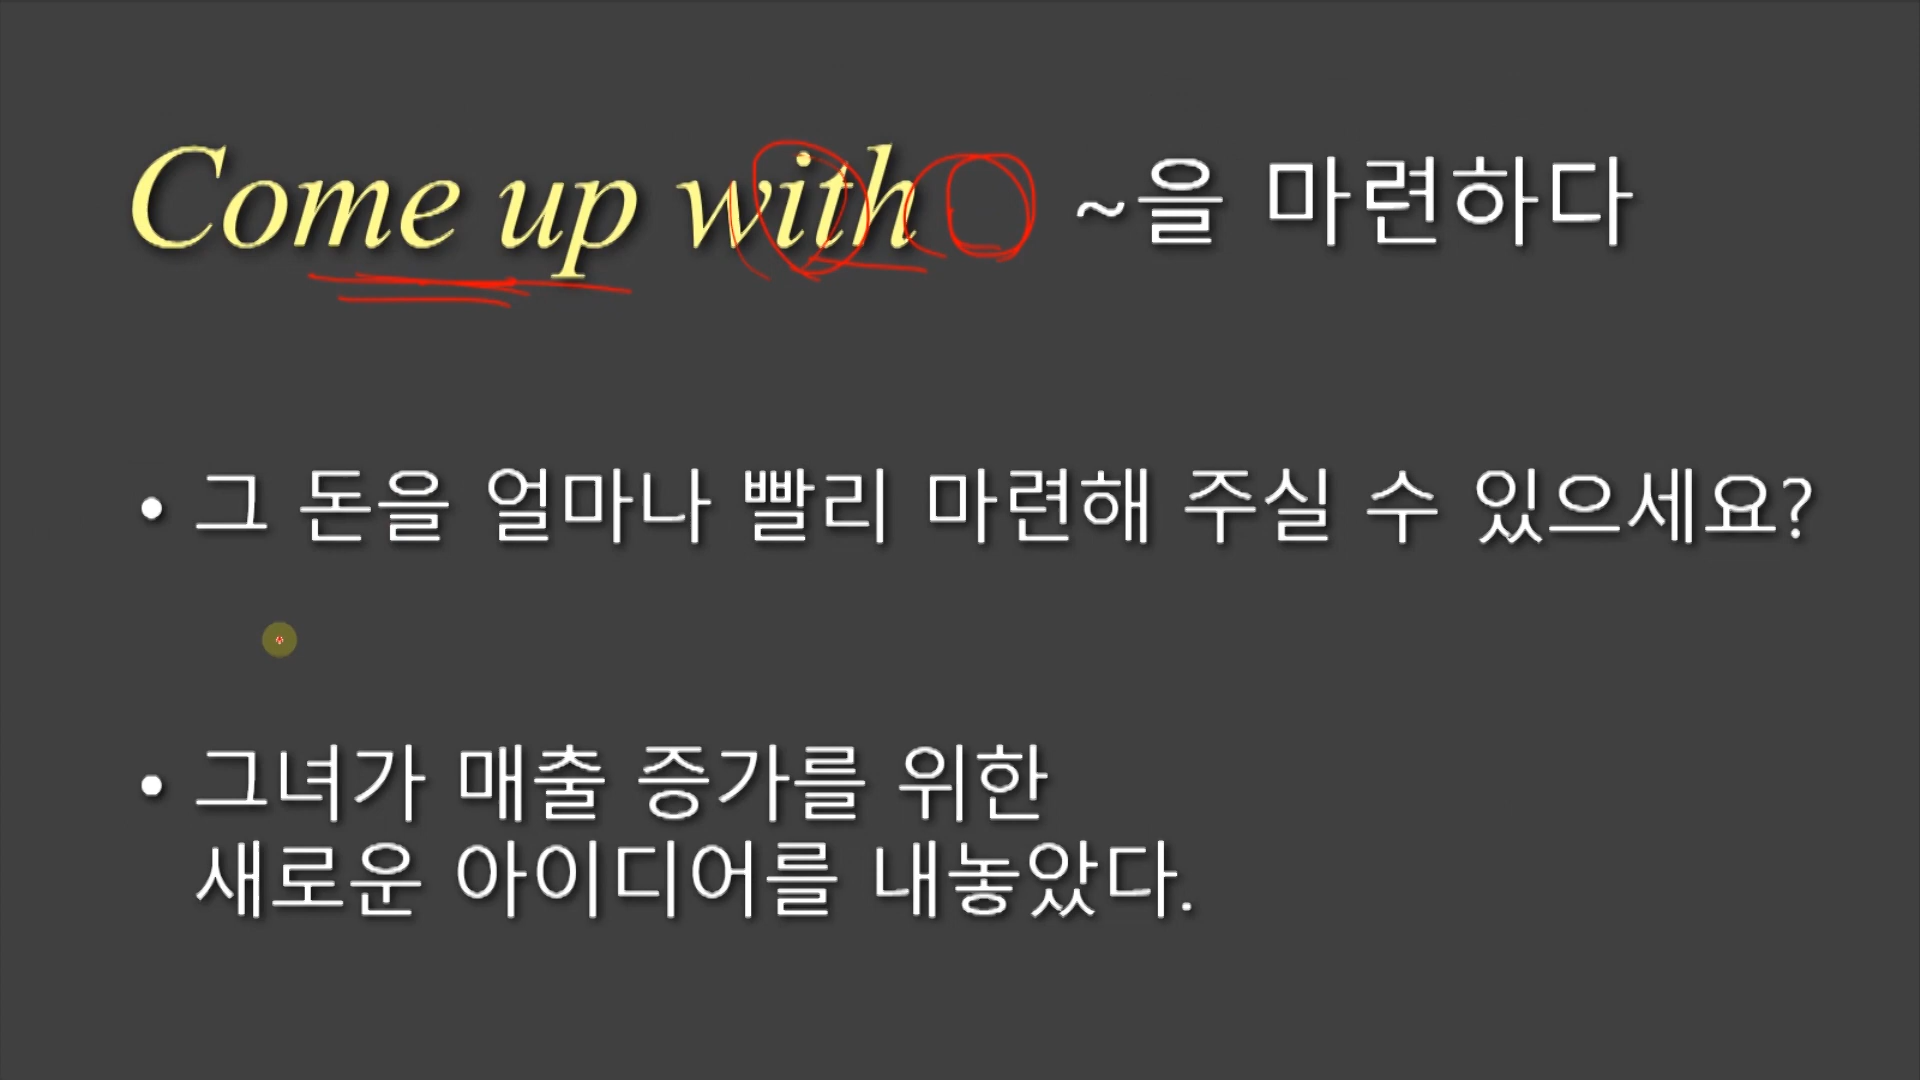 Come up with ~을 마련하다
• 그 돈을 얼마나 빨리 마련해 주실 수 있으세요?
• 그녀가 매출 증가를 위한
새로운 아이디어를 내놓았다.